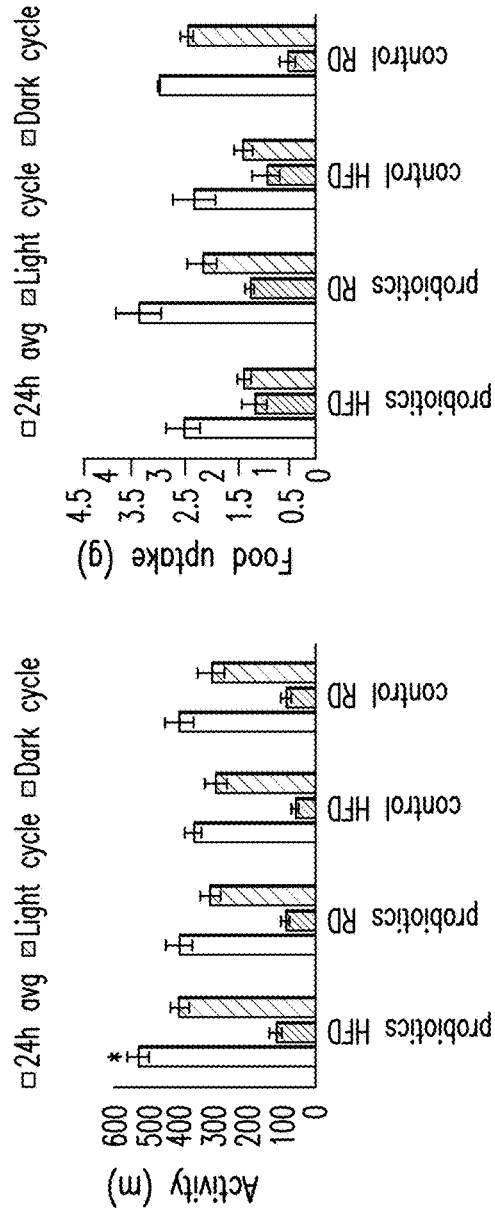 □ 24h avg ▨ Light cycle ▨ Dark cycle
Activity (m)
600
500
400
300
200
100
0
*
probiotics HFD
probiotics RD
control HFD
control RD
□ 24h avg ▨ Light cycle ▨ Dark cycle
Food uptake (g)
4.5
4
3.5
3
2.5
2
1.5
1
0.5
0
probiotics HFD
probiotics RD
control HFD
control RD